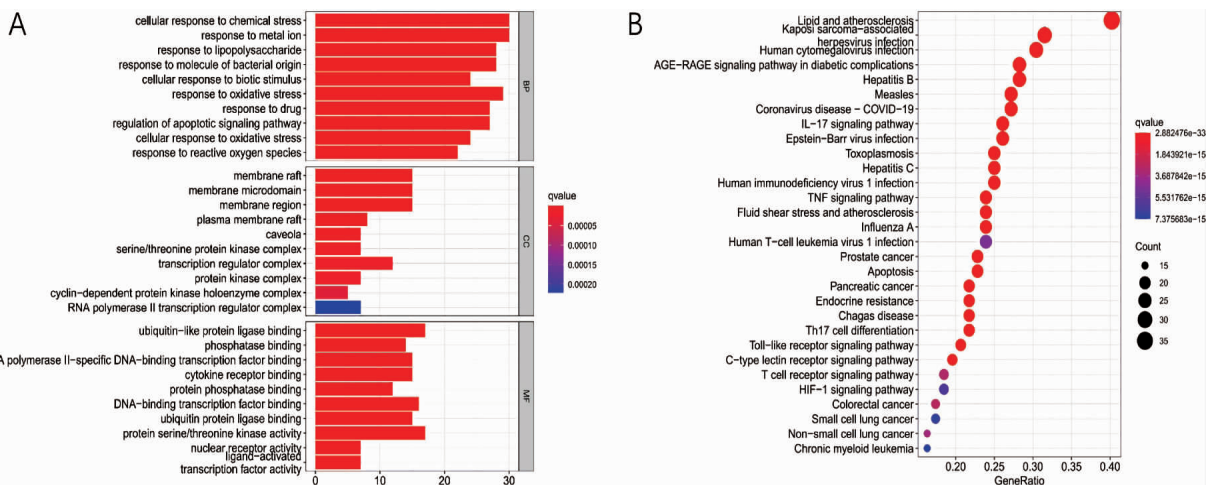 A
cellular response to chemical stress
response to metal ion
response to lipopolysaccharide
response to molecule of bacterial origin
cellular response to biotic stimulus
response to oxidative stress
response to drug
regulation of apoptotic signaling pathway
cellular response to oxidative stress
response to reactive oxygen species
BP
membrane raft
membrane microdomain
membrane region
plasma membrane raft
caveola
serine/threonine protein kinase complex
transcription regulator complex
protein kinase complex
cyclin-dependent protein kinase holoenzyme complex
RNA polymerase II transcription regulator complex
CC
ubiquitin-like protein ligase binding
phosphatase binding
A polymerase II-specific DNA-binding transcription factor binding
cytokine receptor binding
protein phosphatase binding
DNA-binding transcription factor binding
ubiquitin protein ligase binding
protein serine/threonine kinase activity
nuclear receptor activity
ligand-activated
transcription factor activity
MF
0 10 20 30
qvalue
0.00005
0.00010
0.00015
0.00020
B
Lipid and atherosclerosis
Kaposi sarcoma-associated
herpesvirus infection
Human cytomegalovirus infection
AGE-RAGE signaling pathway in diabetic complications
Hepatitis B
Measles
Coronavirus disease - COVID-19
IL-17 signaling pathway
Epstein-Barr virus infection
Toxoplasmosis
Hepatitis C
Human immunodeficiency virus 1 infection
TNF signaling pathway
Fluid shear stress and atherosclerosis
Influenza A
Human T-cell leukemia virus 1 infection
Prostate cancer
Apoptosis
Pancreatic cancer
Endocrine resistance
Chagas disease
Th17 cell differentiation
Toll-like receptor signaling pathway
C-type lectin receptor signaling pathway
T cell receptor signaling pathway
HIF-1 signaling pathway
Colorectal cancer
Small cell lung cancer
Non-small cell lung cancer
Chronic myeloid leukemia
0.20 0.25 0.30 0.35 0.40
GeneRatio
qvalue
2.882476e-33
1.843921e-15
3.687842e-15
5.531762e-15
7.375683e-15
Count
15
20
25
30
35